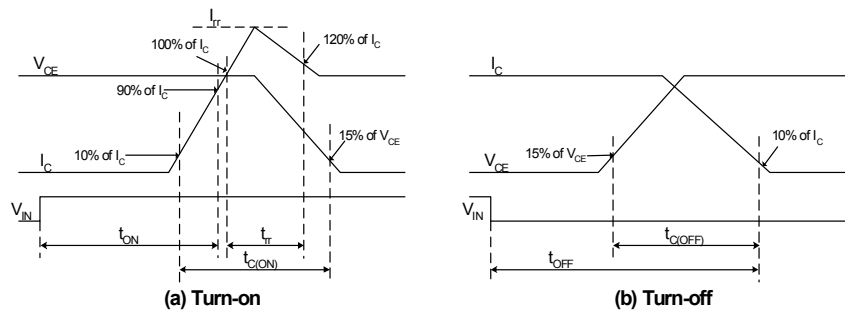 I_rr
100% of I_C
120% of I_C
V_CE
90% of I_C
10% of I_C
15% of V_CE
I_C
V_IN
t_ON
t_rr
t_C(ON)
(a) Turn-on
I_C
15% of V_CE
10% of I_C
V_CE
V_IN
t_C(OFF)
t_OFF
(b) Turn-off